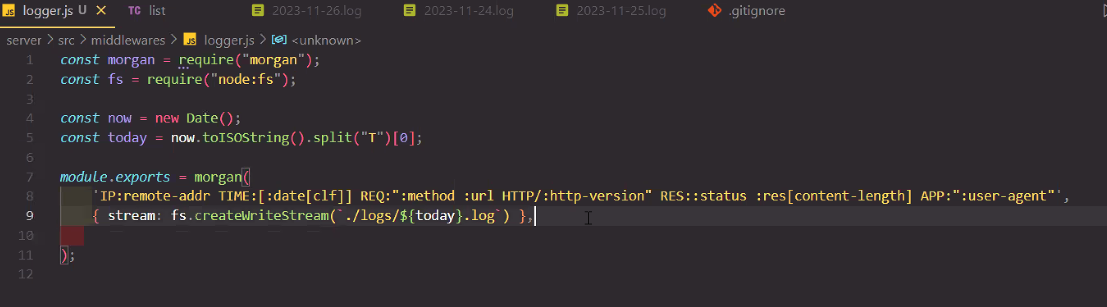 JS logger.js U ✕ TC list 2023-11-26.log 2023-11-24.log 2023-11-25.log .gitignore
server > src > middlewares > JS logger.js > <unknown>
1 const morgan = require("morgan");
2 const fs = require("node:fs");
3
4 const now = new Date();
5 const today = now.toISOString().split("T")[0];
6
7 module.exports = morgan(
8 'IP:remote-addr TIME:[:date[clf]] REQ:":method :url HTTP/:http-version" RES::status :res[content-length] APP:":user-agent"',
9 { stream: fs.createWriteStream(`./logs/${today}.log`) },
10
11 );
12